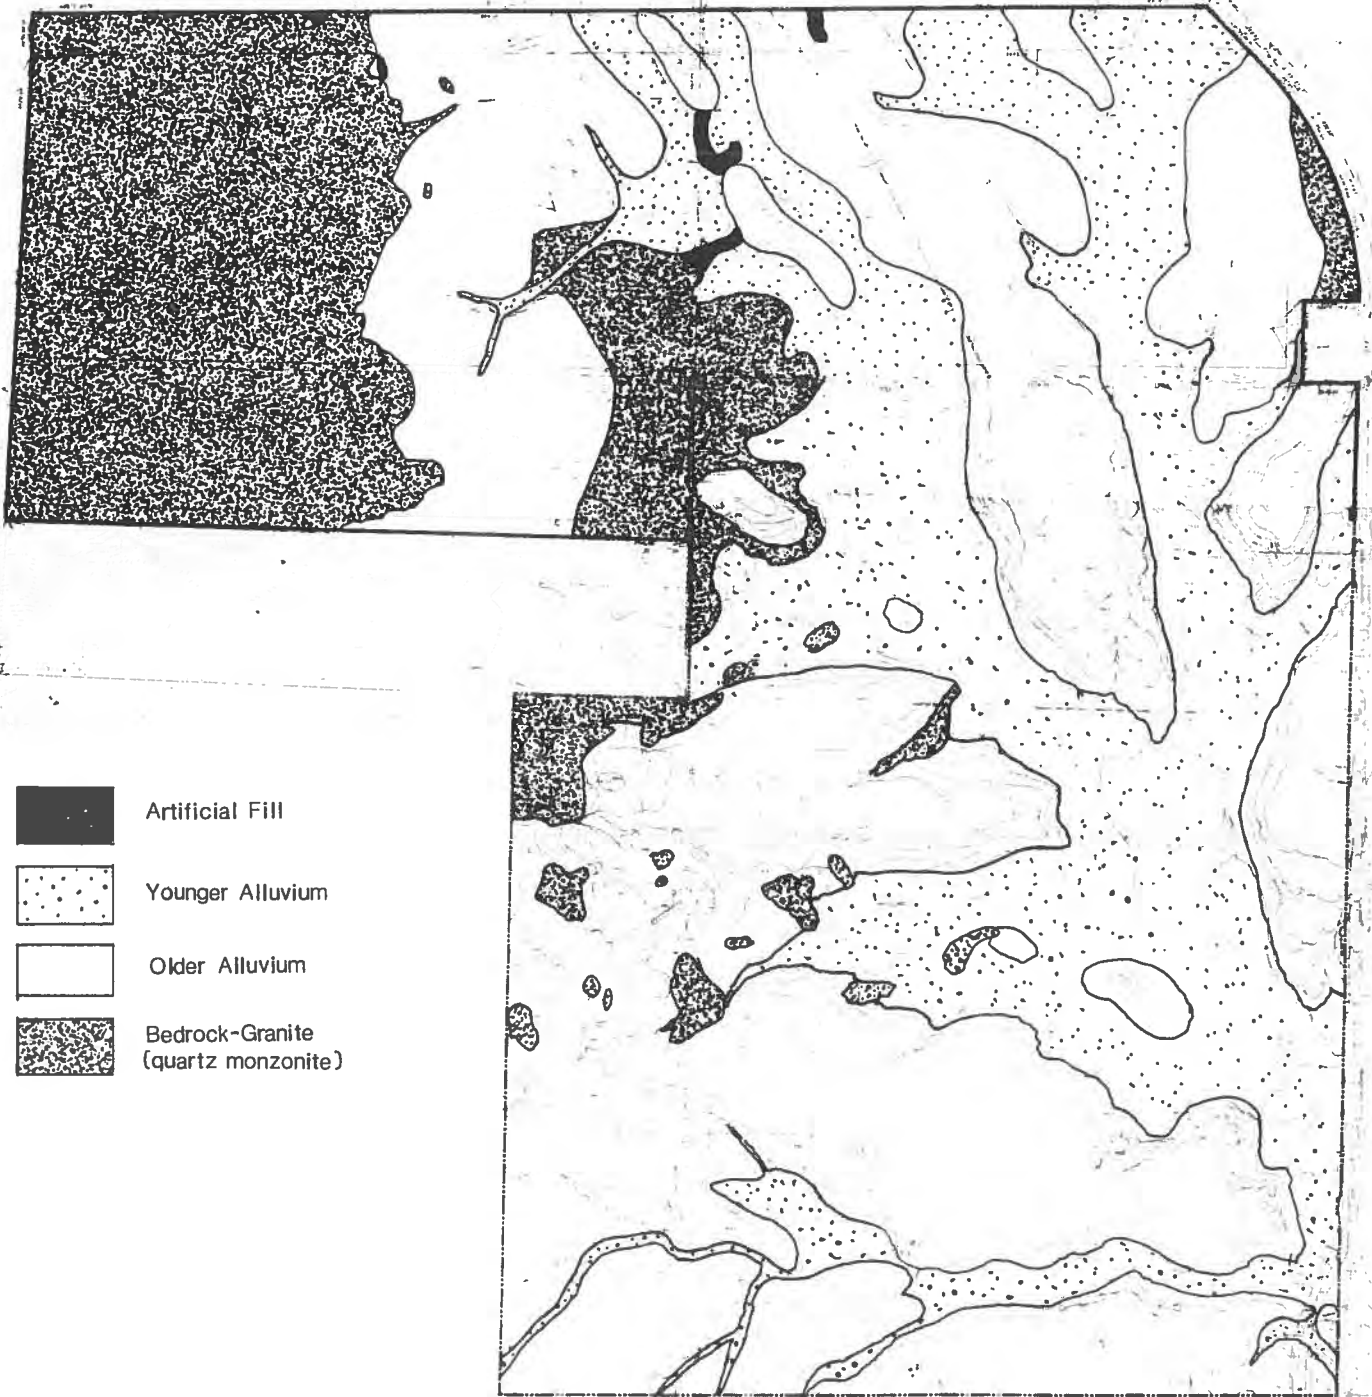 Artificial Fill
Younger Alluvium
Older Alluvium
Bedrock-Granite
(quartz monzonite)